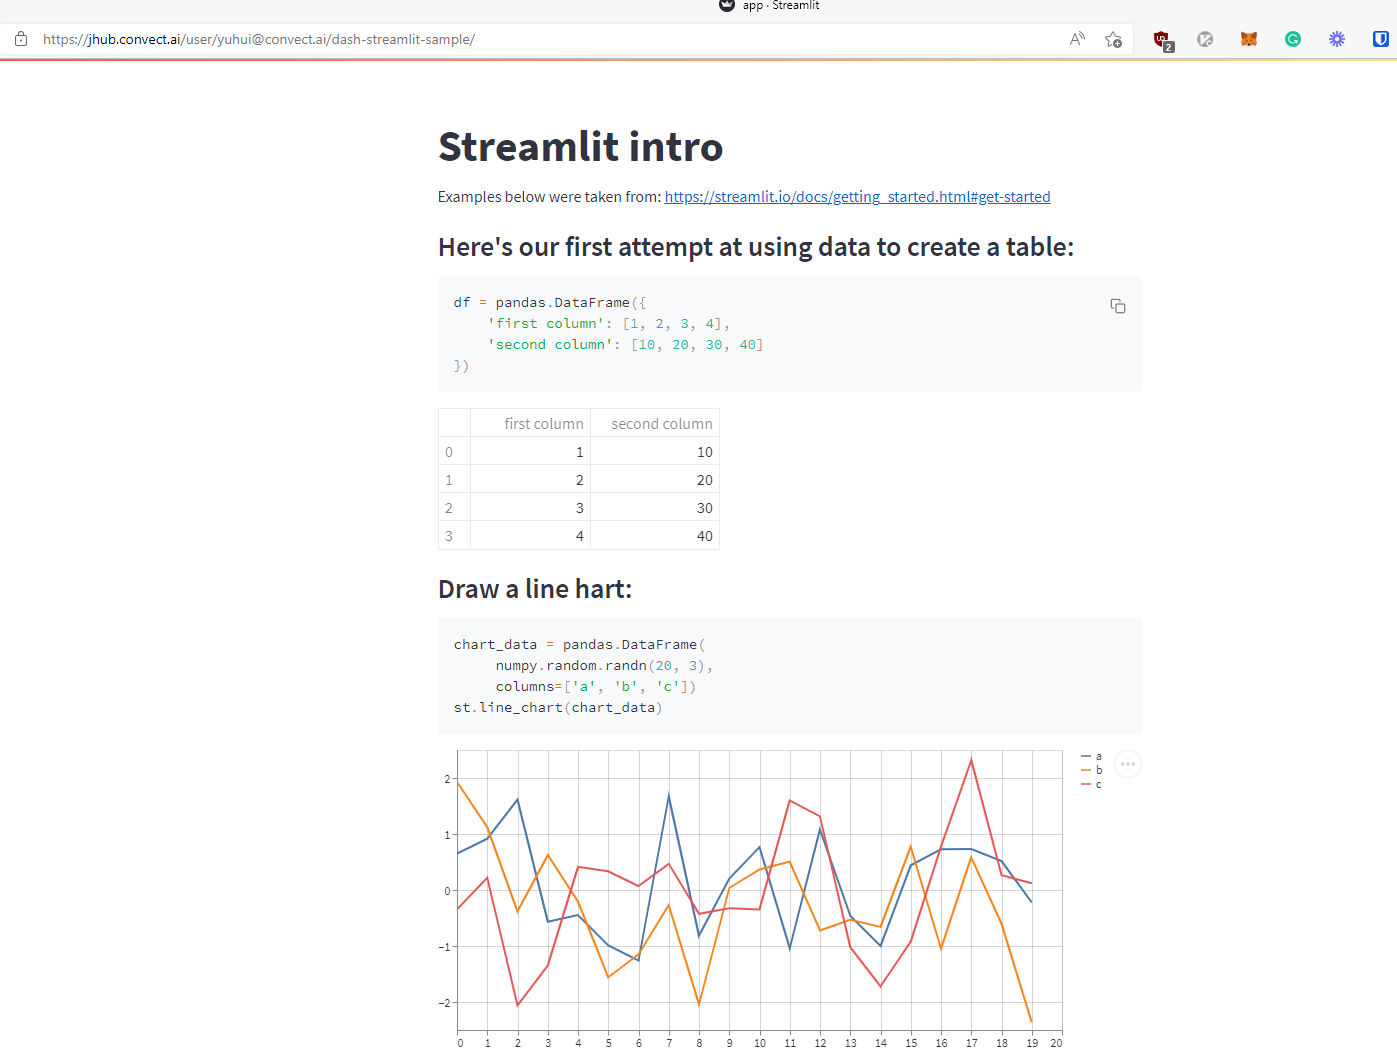 app · Streamlit
https://jhub.convect.ai/user/yuhui@convect.ai/dash-streamlit-sample/
2
Streamlit intro
Examples below were taken from: https://streamlit.io/docs/getting_started.html#get-started
Here's our first attempt at using data to create a table:
df = pandas.DataFrame({
    'first column': [1, 2, 3, 4],
    'second column': [10, 20, 30, 40]
})
first column second column
0 1 10
1 2 20
2 3 30
3 4 40
Draw a line hart:
chart_data = pandas.DataFrame(
     numpy.random.randn(20, 3),
     columns=['a', 'b', 'c'])
st.line_chart(chart_data)
a
b
c
2
1
0
−1
−2
0 1 2 3 4 5 6 7 8 9 10 11 12 13 14 15 16 17 18 19 20